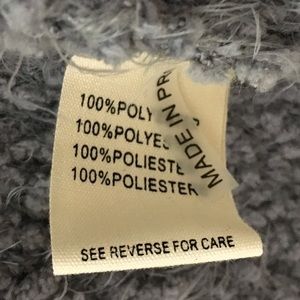 100%POLY
100%POLYES
100%POLIESTE
100%POLIESTER
MADE IN PR
SEE REVERSE FOR CARE